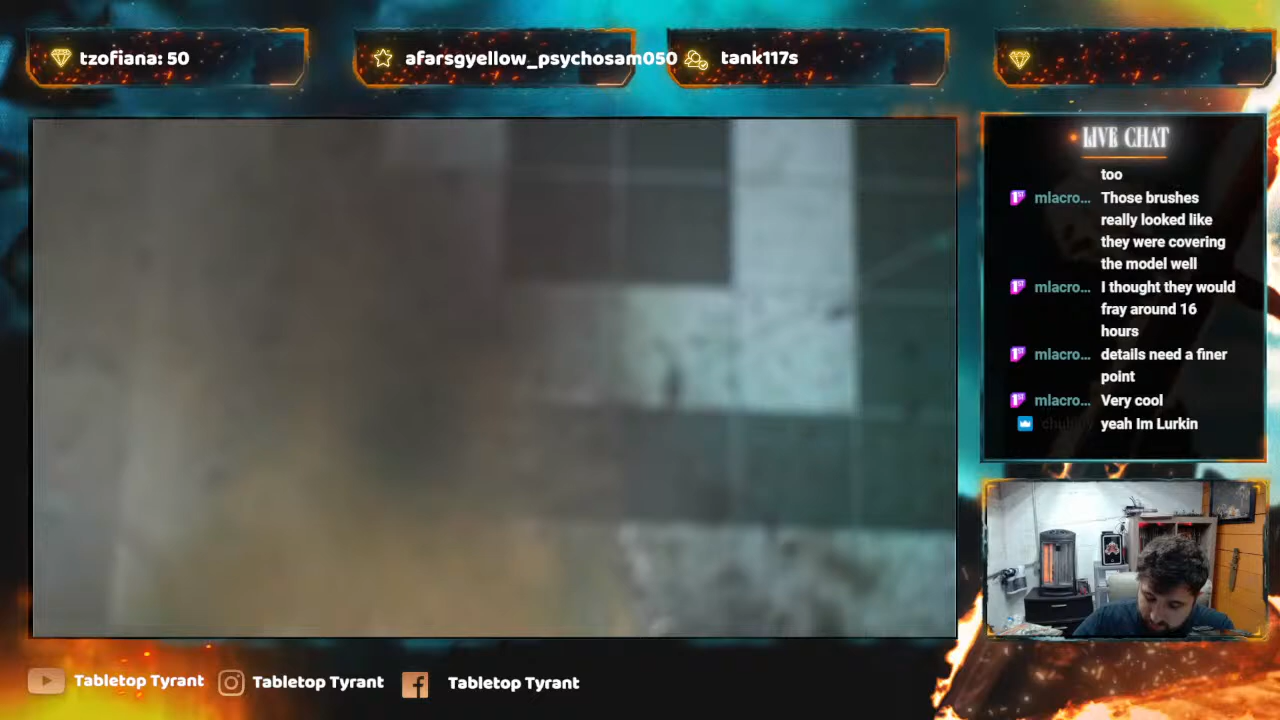 tzofiana: 50
afarsgyellow_psychosam050
tank117s
LIVE CHAT
too
mlacro... Those brushes
really looked like
they were covering
the model well
mlacro... I thought they would
fray around 16
hours
mlacro... details need a finer
point
mlacro... Very cool
yeah Im Lurkin
Tabletop Tyrant
Tabletop Tyrant
Tabletop Tyrant